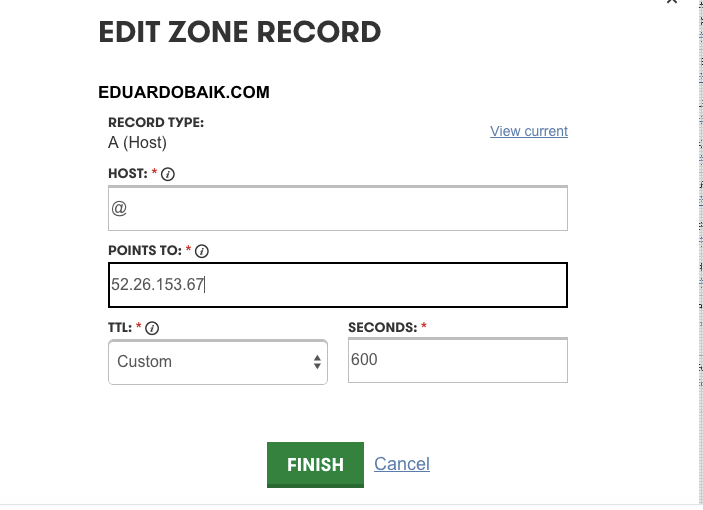 EDIT ZONE RECORD
EDUARDOBAIK.COM
RECORD TYPE:
A (Host)
View current
HOST: * i
@
POINTS TO: * i
52.26.153.67
TTL: * i
SECONDS: *
Custom
600
FINISH
Cancel